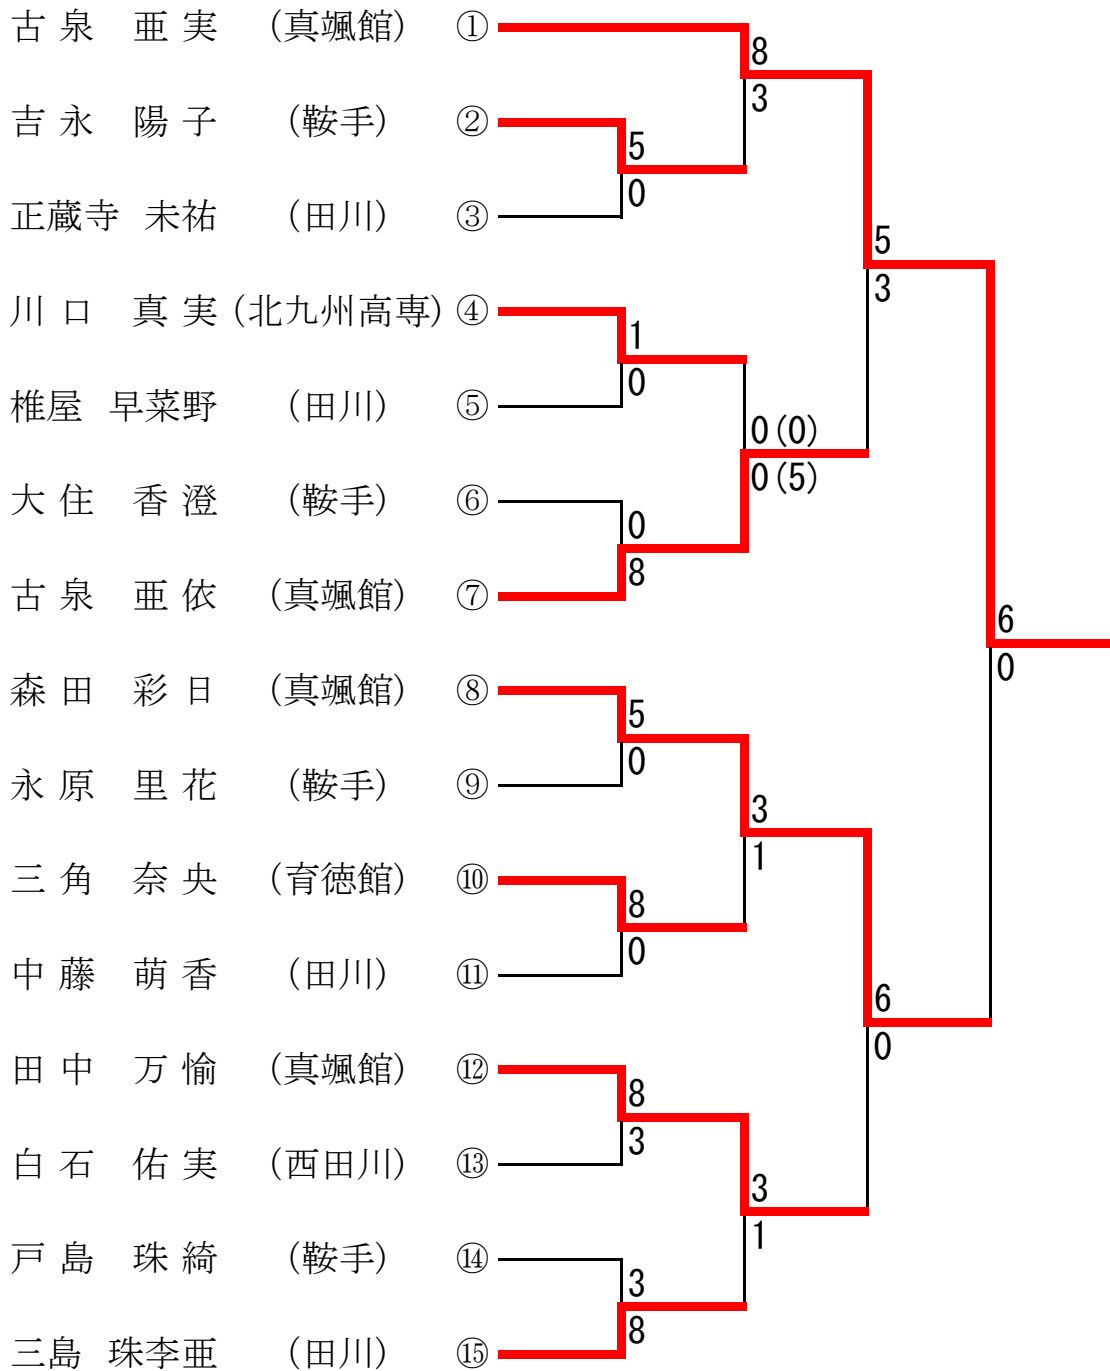 古泉 亜実 (真颯館) ①
8
3
吉永 陽子 (鞍手) ②
5
0
正蔵寺 未祐 (田川) ③
5
3
川口 真実 (北九州高専) ④
1
0
椎屋 早菜野 (田川) ⑤
0(0)
0(5)
大住 香澄 (鞍手) ⑥
0
8
古泉 亜依 (真颯館) ⑦
6
0
森田 彩日 (真颯館) ⑧
5
0
永原 里花 (鞍手) ⑨
3
1
三角 奈央 (育徳館) ⑩
8
0
中藤 萌香 (田川) ⑪
6
0
田中 万愉 (真颯館) ⑫
8
3
白石 佑実 (西田川) ⑬
3
1
戸島 珠綺 (鞍手) ⑭
3
8
三島 珠李亜 (田川) ⑮